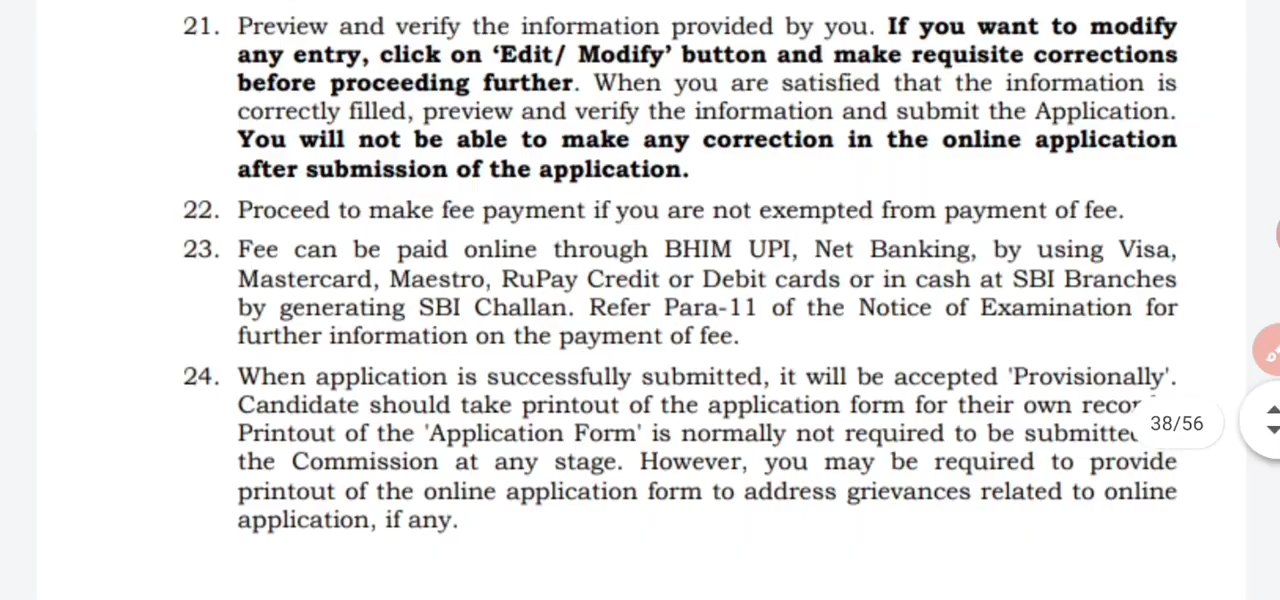 21. Preview and verify the information provided by you. If you want to modify
any entry, click on ‘Edit/ Modify’ button and make requisite corrections
before proceeding further. When you are satisfied that the information is
correctly filled, preview and verify the information and submit the Application.
You will not be able to make any correction in the online application
after submission of the application.
22. Proceed to make fee payment if you are not exempted from payment of fee.
23. Fee can be paid online through BHIM UPI, Net Banking, by using Visa,
Mastercard, Maestro, RuPay Credit or Debit cards or in cash at SBI Branches
by generating SBI Challan. Refer Para-11 of the Notice of Examination for
further information on the payment of fee.
24. When application is successfully submitted, it will be accepted 'Provisionally'.
Candidate should take printout of the application form for their own
Printout of the 'Application Form' is normally not required to be
38/56
the Commission at any stage. However, you may be required to provide
printout of the online application form to address grievances related to online
application, if any.